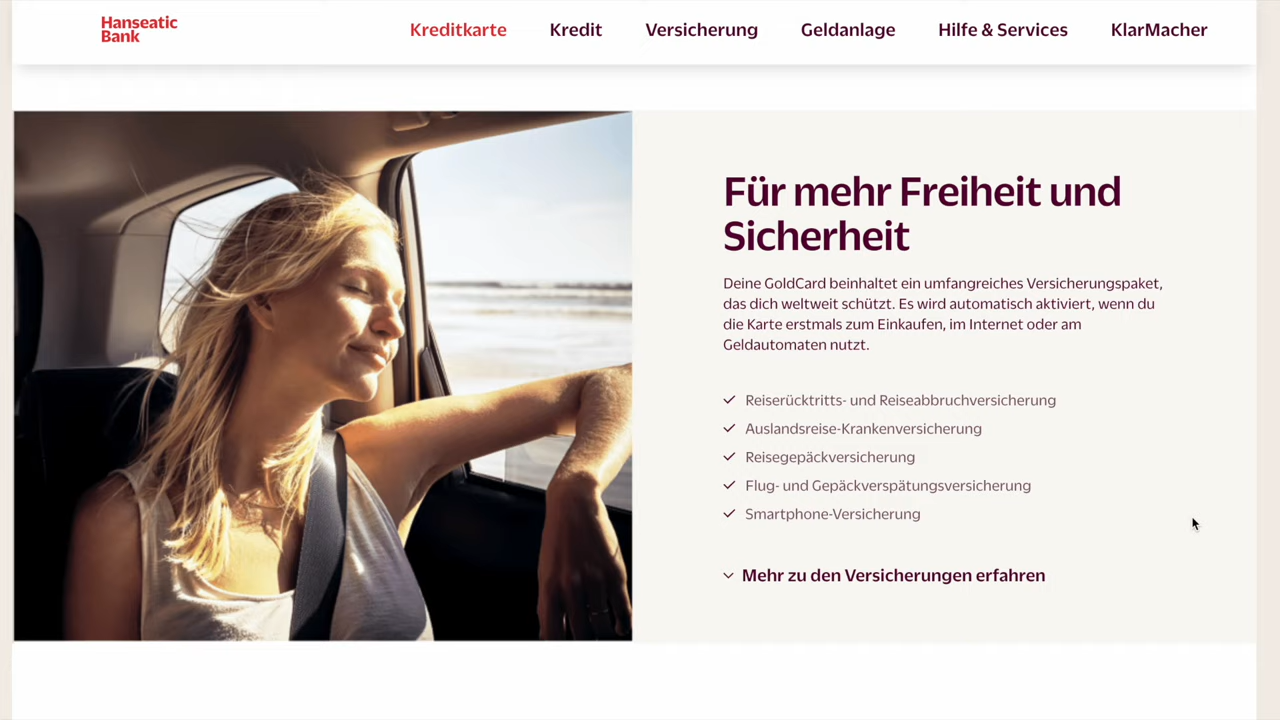 Hanseatic
Bank
Kreditkarte
Kredit
Versicherung
Geldanlage
Hilfe & Services
KlarMacher
Für mehr Freiheit und
Sicherheit
Deine GoldCard beinhaltet ein umfangreiches Versicherungspaket,
das dich weltweit schützt. Es wird automatisch aktiviert, wenn du
die Karte erstmals zum Einkaufen, im Internet oder am
Geldautomaten nutzt.
Reiserücktritts- und Reiseabbruchversicherung
Auslandsreise-Krankenversicherung
Reisegepäckversicherung
Flug- und Gepäckverspätungsversicherung
Smartphone-Versicherung
Mehr zu den Versicherungen erfahren